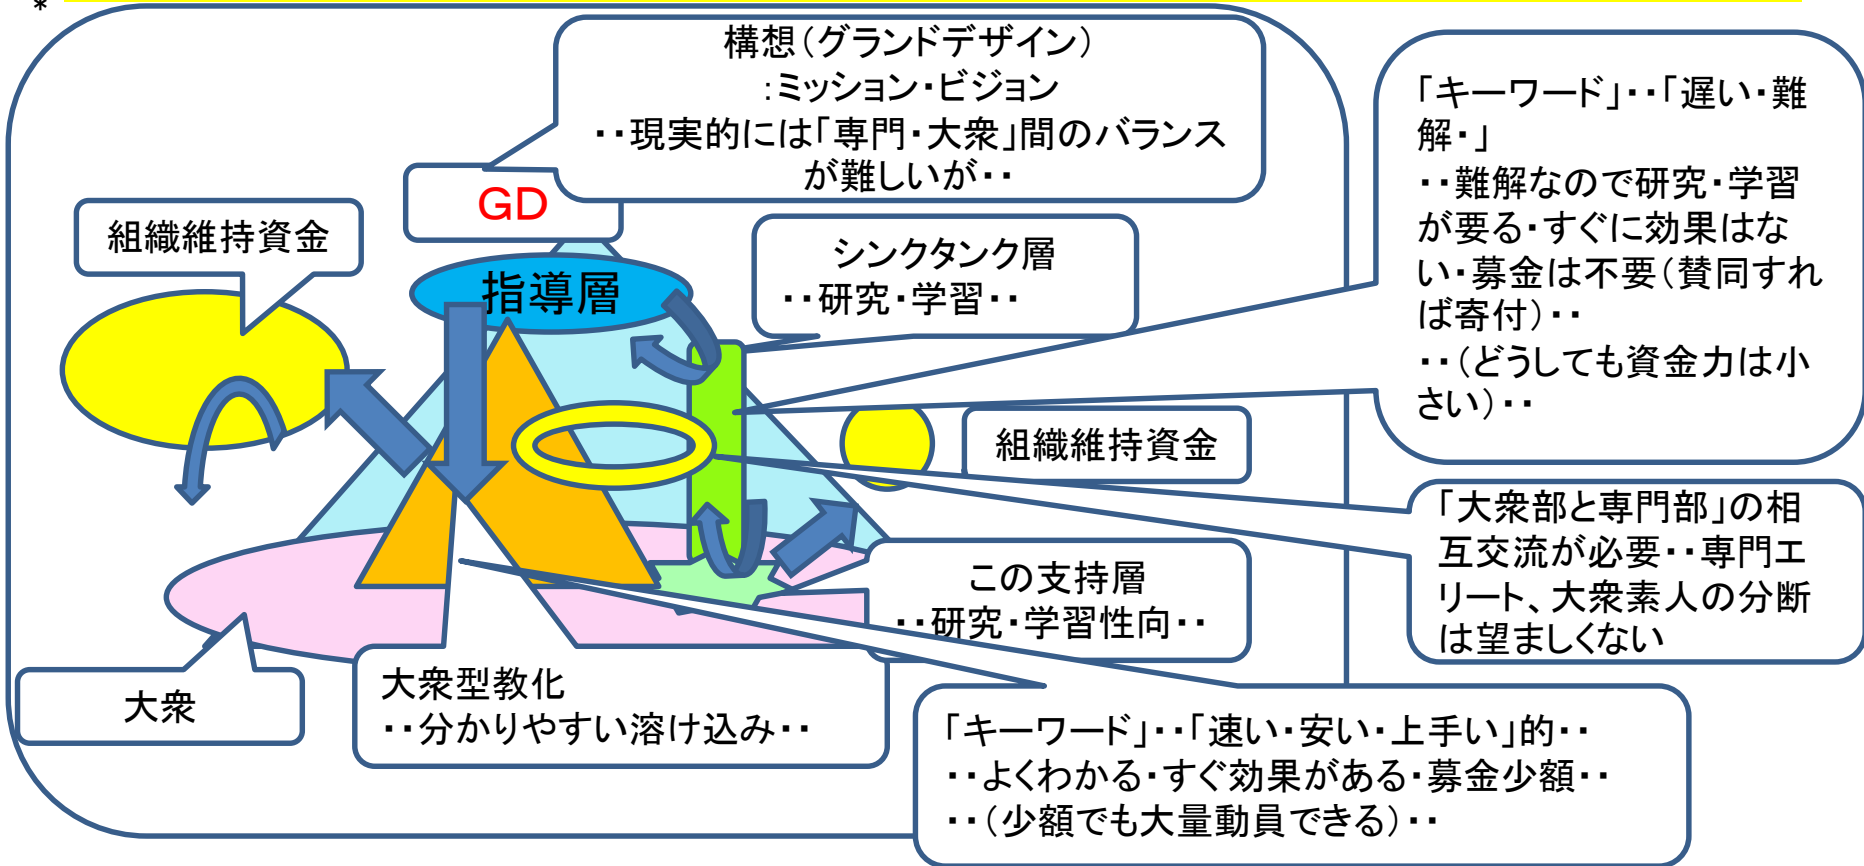 *
構想（グランドデザイン）
：ミッション・ビジョン
・・現実的には「専門・大衆」間のバランス
が難しいが・・
GD
組織維持資金
指導層
シンクタンク層
・・研究・学習・・
「キーワード」・・「遅い・難
解・」
・・難解なので研究・学習
が要る・すぐに効果はな
い・募金は不要（賛同すれ
ば寄付）・・
・・（どうしても資金力は小
さい）・・
組織維持資金
「大衆部と専門部」の相
互交流が必要・・専門エ
リート、大衆素人の分断
は望ましくない
この支持層
・・研究・学習性向・・
大衆
大衆型教化
・・分かりやすい溶け込み・・
「キーワード」・・「速い・安い・上手い」的・・
・・よくわかる・すぐ効果がある・募金少額・・
・・（少額でも大量動員できる）・・